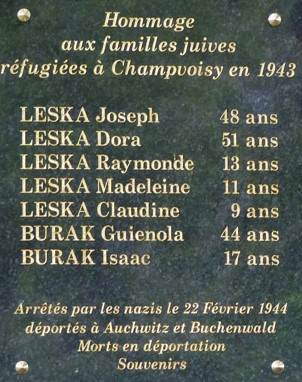 Hommage
aux familles juives
réfugiées à Champvoisy en 1943
LESKA Joseph 48 ans
LESKA Dora 51 ans
LESKA Raymonde 13 ans
LESKA Madeleine 11 ans
LESKA Claudine 9 ans
BURAK Guienola 44 ans
BURAK Isaac 17 ans
Arrêtés par les nazis le 22 Février 1944
déportés à Auchwitz et Buchenwald
Morts en déportation
Souvenirs